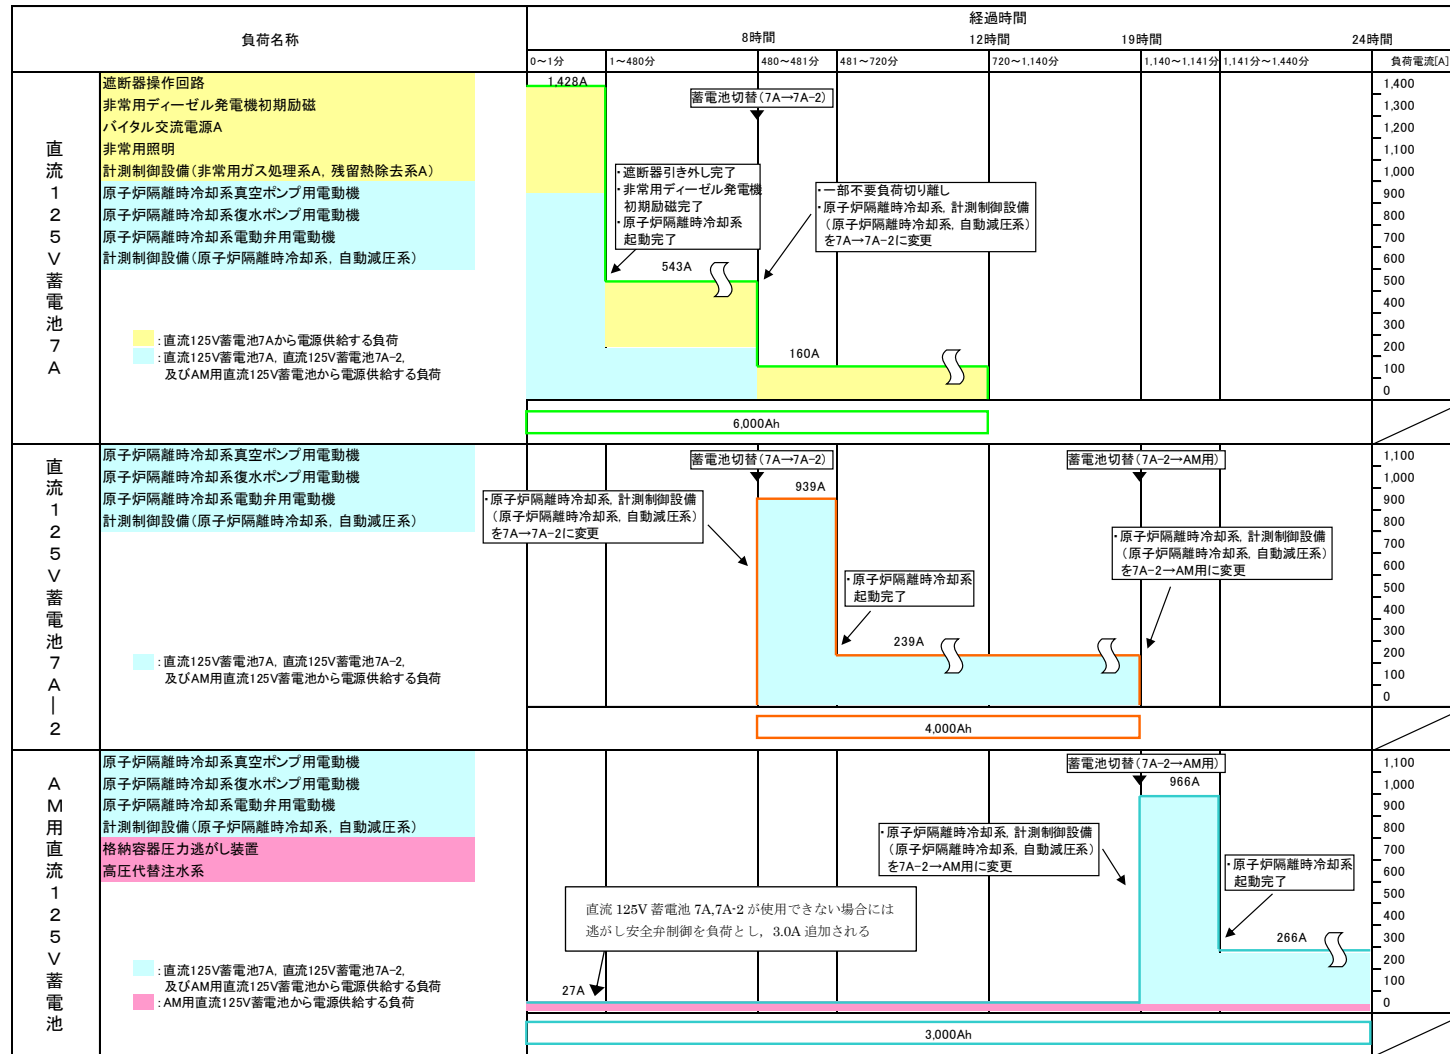 負荷名称
経過時間
8時間
12時間
19時間
24時間
0～1分
1～480分
480～481分
481～720分
720～1,140分
1,140～1,141分
1,141分～1,440分
負荷電流[A]
直流125V蓄電池7A
遮断器操作回路
非常用ディーゼル発電機初期励磁
バイタル交流電源A
非常用照明
計測制御設備(非常用ガス処理系A, 残留熱除去系A)
原子炉隔離時冷却系真空ポンプ用電動機
原子炉隔離時冷却系復水ポンプ用電動機
原子炉隔離時冷却系電動弁用電動機
計測制御設備(原子炉隔離時冷却系, 自動減圧系)
:直流125V蓄電池7Aから電源供給する負荷
:直流125V蓄電池7A, 直流125V蓄電池7A-2,
及びAM用直流125V蓄電池から電源供給する負荷
1,428A
蓄電池切替(7A→7A-2)
・遮断器引き外し完了
・非常用ディーゼル発電機
初期励磁完了
・原子炉隔離時冷却系
起動完了
・一部不要負荷切り離し
・原子炉隔離時冷却系, 計測制御設備
(原子炉隔離時冷却系, 自動減圧系)
を7A→7A-2に変更
543A
160A
6,000Ah
1,400
1,300
1,200
1,100
1,000
900
800
700
600
500
400
300
200
100
0
直流125V蓄電池7A―2
原子炉隔離時冷却系真空ポンプ用電動機
原子炉隔離時冷却系復水ポンプ用電動機
原子炉隔離時冷却系電動弁用電動機
計測制御設備(原子炉隔離時冷却系, 自動減圧系)
:直流125V蓄電池7A, 直流125V蓄電池7A-2,
及びAM用直流125V蓄電池から電源供給する負荷
蓄電池切替(7A→7A-2)
蓄電池切替(7A-2→AM用)
939A
・原子炉隔離時冷却系, 計測制御設備
(原子炉隔離時冷却系, 自動減圧系)
を7A→7A-2に変更
・原子炉隔離時冷却系
起動完了
・原子炉隔離時冷却系, 計測制御設備
(原子炉隔離時冷却系, 自動減圧系)
を7A-2→AM用に変更
239A
4,000Ah
1,100
1,000
900
800
700
600
500
400
300
200
100
0
AM用直流125V蓄電池
原子炉隔離時冷却系真空ポンプ用電動機
原子炉隔離時冷却系復水ポンプ用電動機
原子炉隔離時冷却系電動弁用電動機
計測制御設備(原子炉隔離時冷却系, 自動減圧系)
格納容器圧力逃がし装置
高圧代替注水系
:直流125V蓄電池7A, 直流125V蓄電池7A-2,
及びAM用直流125V蓄電池から電源供給する負荷
:AM用直流125V蓄電池から電源供給する負荷
蓄電池切替(7A-2→AM用)
966A
・原子炉隔離時冷却系, 計測制御設備
(原子炉隔離時冷却系, 自動減圧系)
を7A-2→AM用に変更
・原子炉隔離時冷却系
起動完了
直流 125V 蓄電池 7A,7A-2 が使用できない場合には
逃がし安全弁制御を負荷とし，3.0A 追加される
27A
266A
3,000Ah
1,100
1,000
900
800
700
600
500
400
300
200
100
0